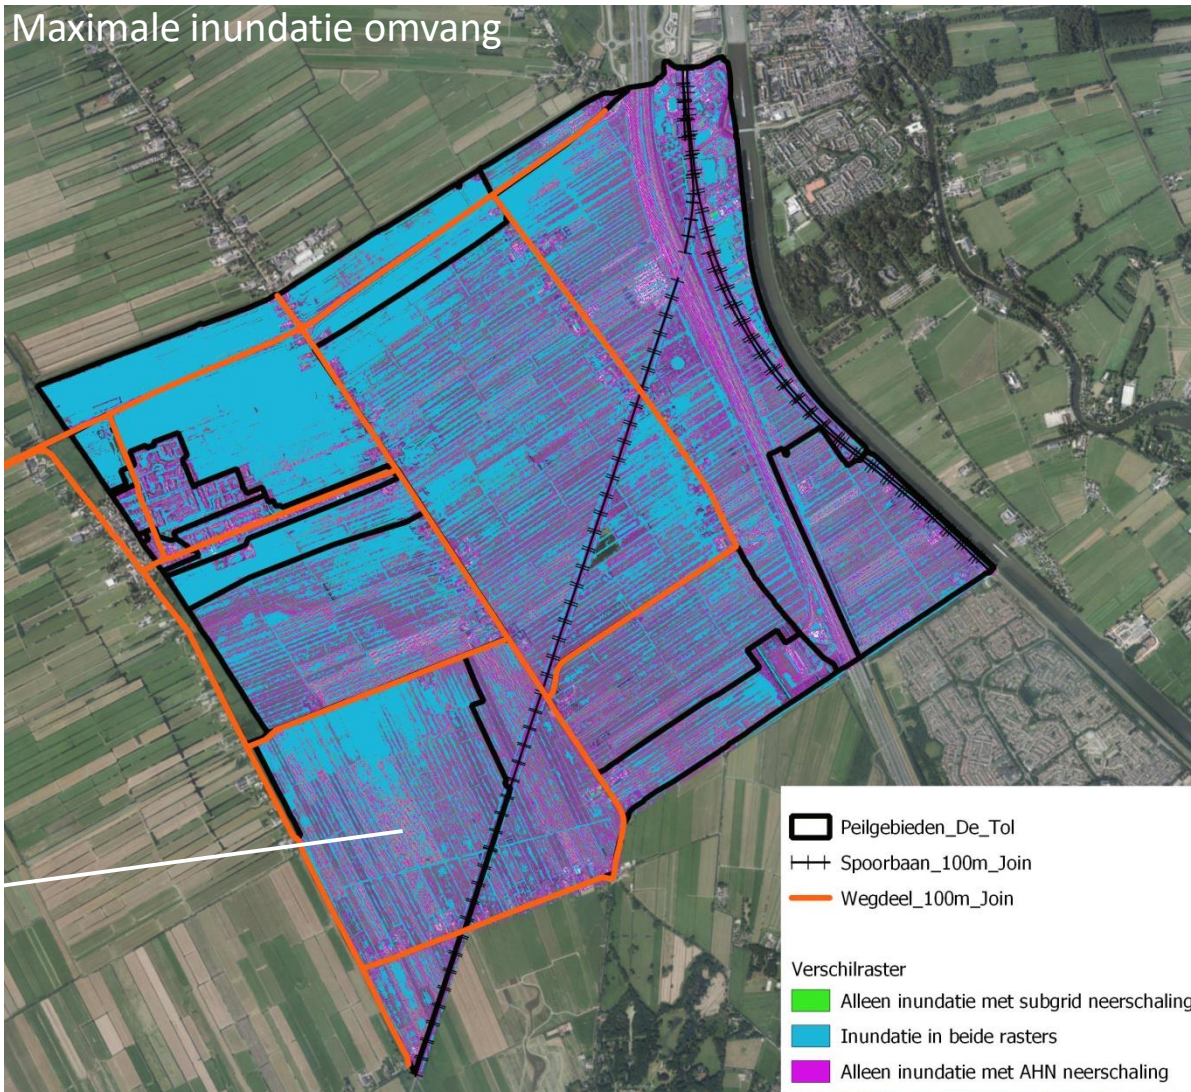 Maximale inundatie omvang
Peilgebieden_De_Tol
Spoorbaan_100m_Join
Wegdeel_100m_Join
Verschilraster
Alleen inundatie met subgrid neerschaling
Inundatie in beide rasters
Alleen inundatie met AHN neerschaling